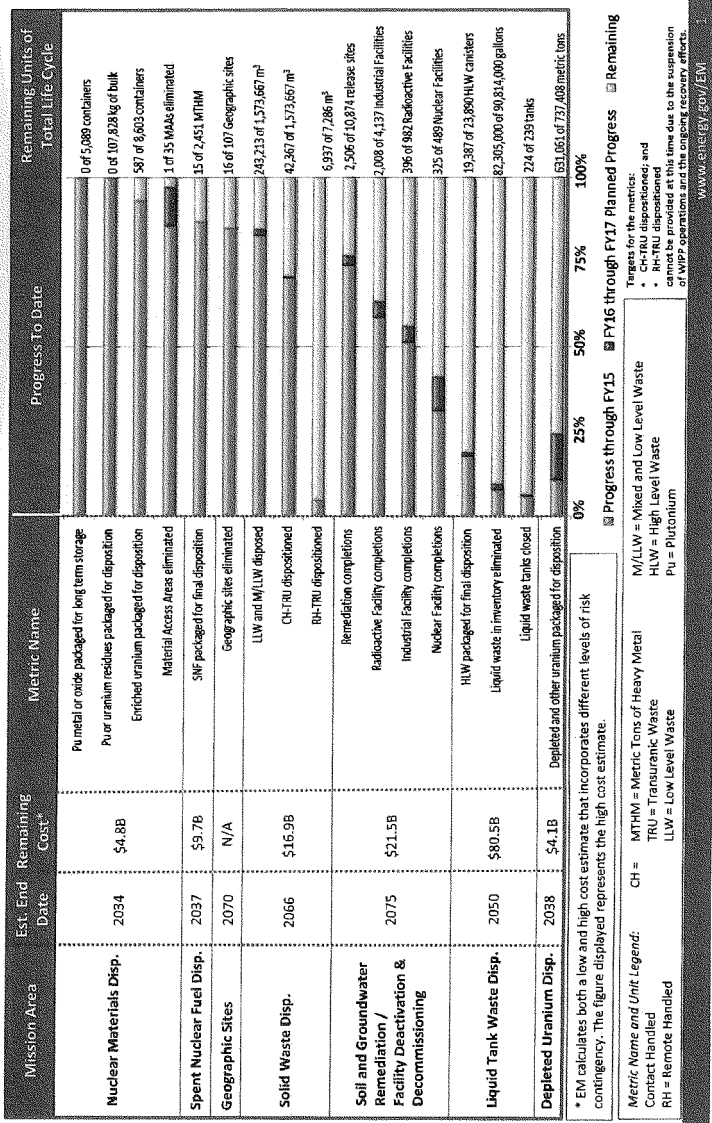 Mission Area
Est. End Date
Remaining Cost*
Metric Name
Progress To Date
Remaining Units of Total Life Cycle
Nuclear Materials Disp.
2034
$4.8B
Pu metal or oxide packaged for long term storage
0 of 5,089 containers
Pu or uranium residues packaged for disposition
0 of 107,828 kg of bulk
Enriched uranium packaged for disposition
587 of 8,603 containers
Material Access Areas eliminated
1 of 35 MAAs eliminated
Spent Nuclear Fuel Disp.
2037
$9.7B
SNF packaged for final disposition
15 of 2,451 MTHM
Geographic Sites
2070
N/A
Geographic sites eliminated
16 of 107 Geographic sites
Solid Waste Disp.
2066
$16.9B
LLW and M/LLW disposed
243,213 of 1,573,667 m³
CH-TRU dispositioned
42,367 of 1,573,667 m³
RH-TRU dispositioned
6,937 of 7,286 m³
Soil and Groundwater
Remediation /
Facility Deactivation &
Decommissioning
2075
$21.5B
Remediation completions
2,506 of 10,874 release sites
Radioactive Facility completions
2,008 of 4,137 Industrial Facilities
Industrial Facility completions
396 of 982 Radioactive Facilities
Nuclear Facility completions
325 of 489 Nuclear Facilities
Liquid Tank Waste Disp.
2050
$80.5B
HLW packaged for final disposition
19,387 of 23,890 HLW canisters
Liquid waste in inventory eliminated
82,305,000 of 90,814,000 gallons
Liquid waste tanks closed
224 of 239 tanks
Depleted Uranium Disp.
2038
$4.1B
Depleted and other uranium packaged for disposition
631,061 of 737,408 metric tons
0% 25% 50% 75% 100%
Progress through FY15 FY16 through FY17 Planned Progress Remaining
* EM calculates both a low and high cost estimate that incorporates different levels of risk
contingency. The figure displayed represents the high cost estimate.
Targets for the metrics:
• CH-TRU dispositioned; and
• RH-TRU dispositioned
cannot be provided at this time due to the suspension
of WIPP operations and the ongoing recovery efforts.
Metric Name and Unit Legend: CH =
Contact Handled
RH = Remote Handled
MTHM = Metric Tons of Heavy Metal
TRU = Transuranic Waste
LLW = Low Level Waste
M/LLW = Mixed and Low Level Waste
HLW = High Level Waste
Pu = Plutonium
www.energy.gov/EM 1